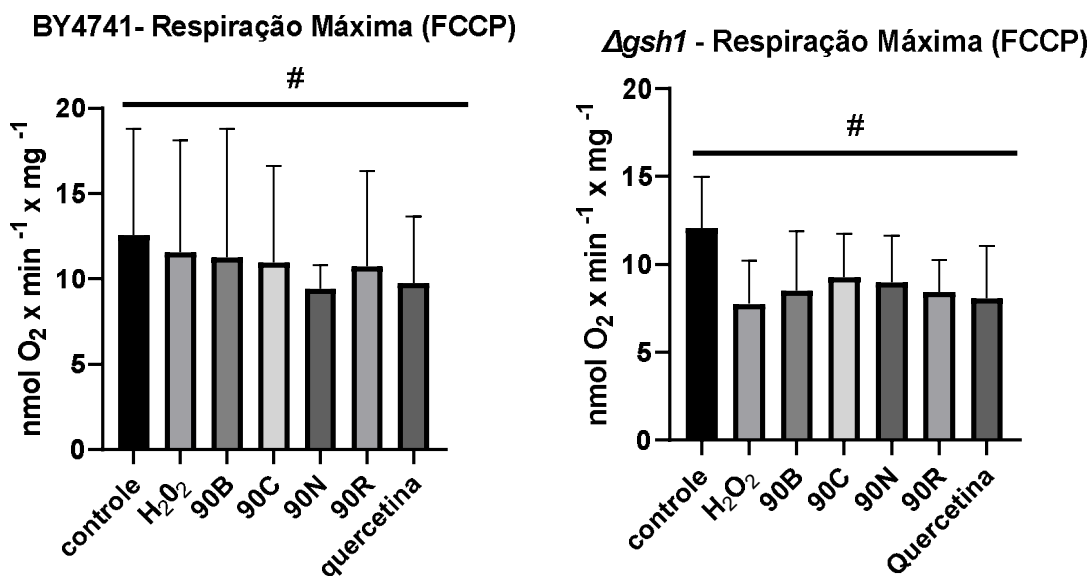 BY4741- Respiração Máxima (FCCP)
#
nmol O₂ x min ⁻¹ x mg ⁻¹
20
15
10
5
0
controle
H₂0₂
90B
90C
90N
90R
quercetina
Δgsh1 - Respiração Máxima (FCCP)
#
nmol O₂ x min ⁻¹ x mg ⁻¹
20
15
10
5
0
controle
H₂O₂
90B
90C
90N
90R
Quercetina